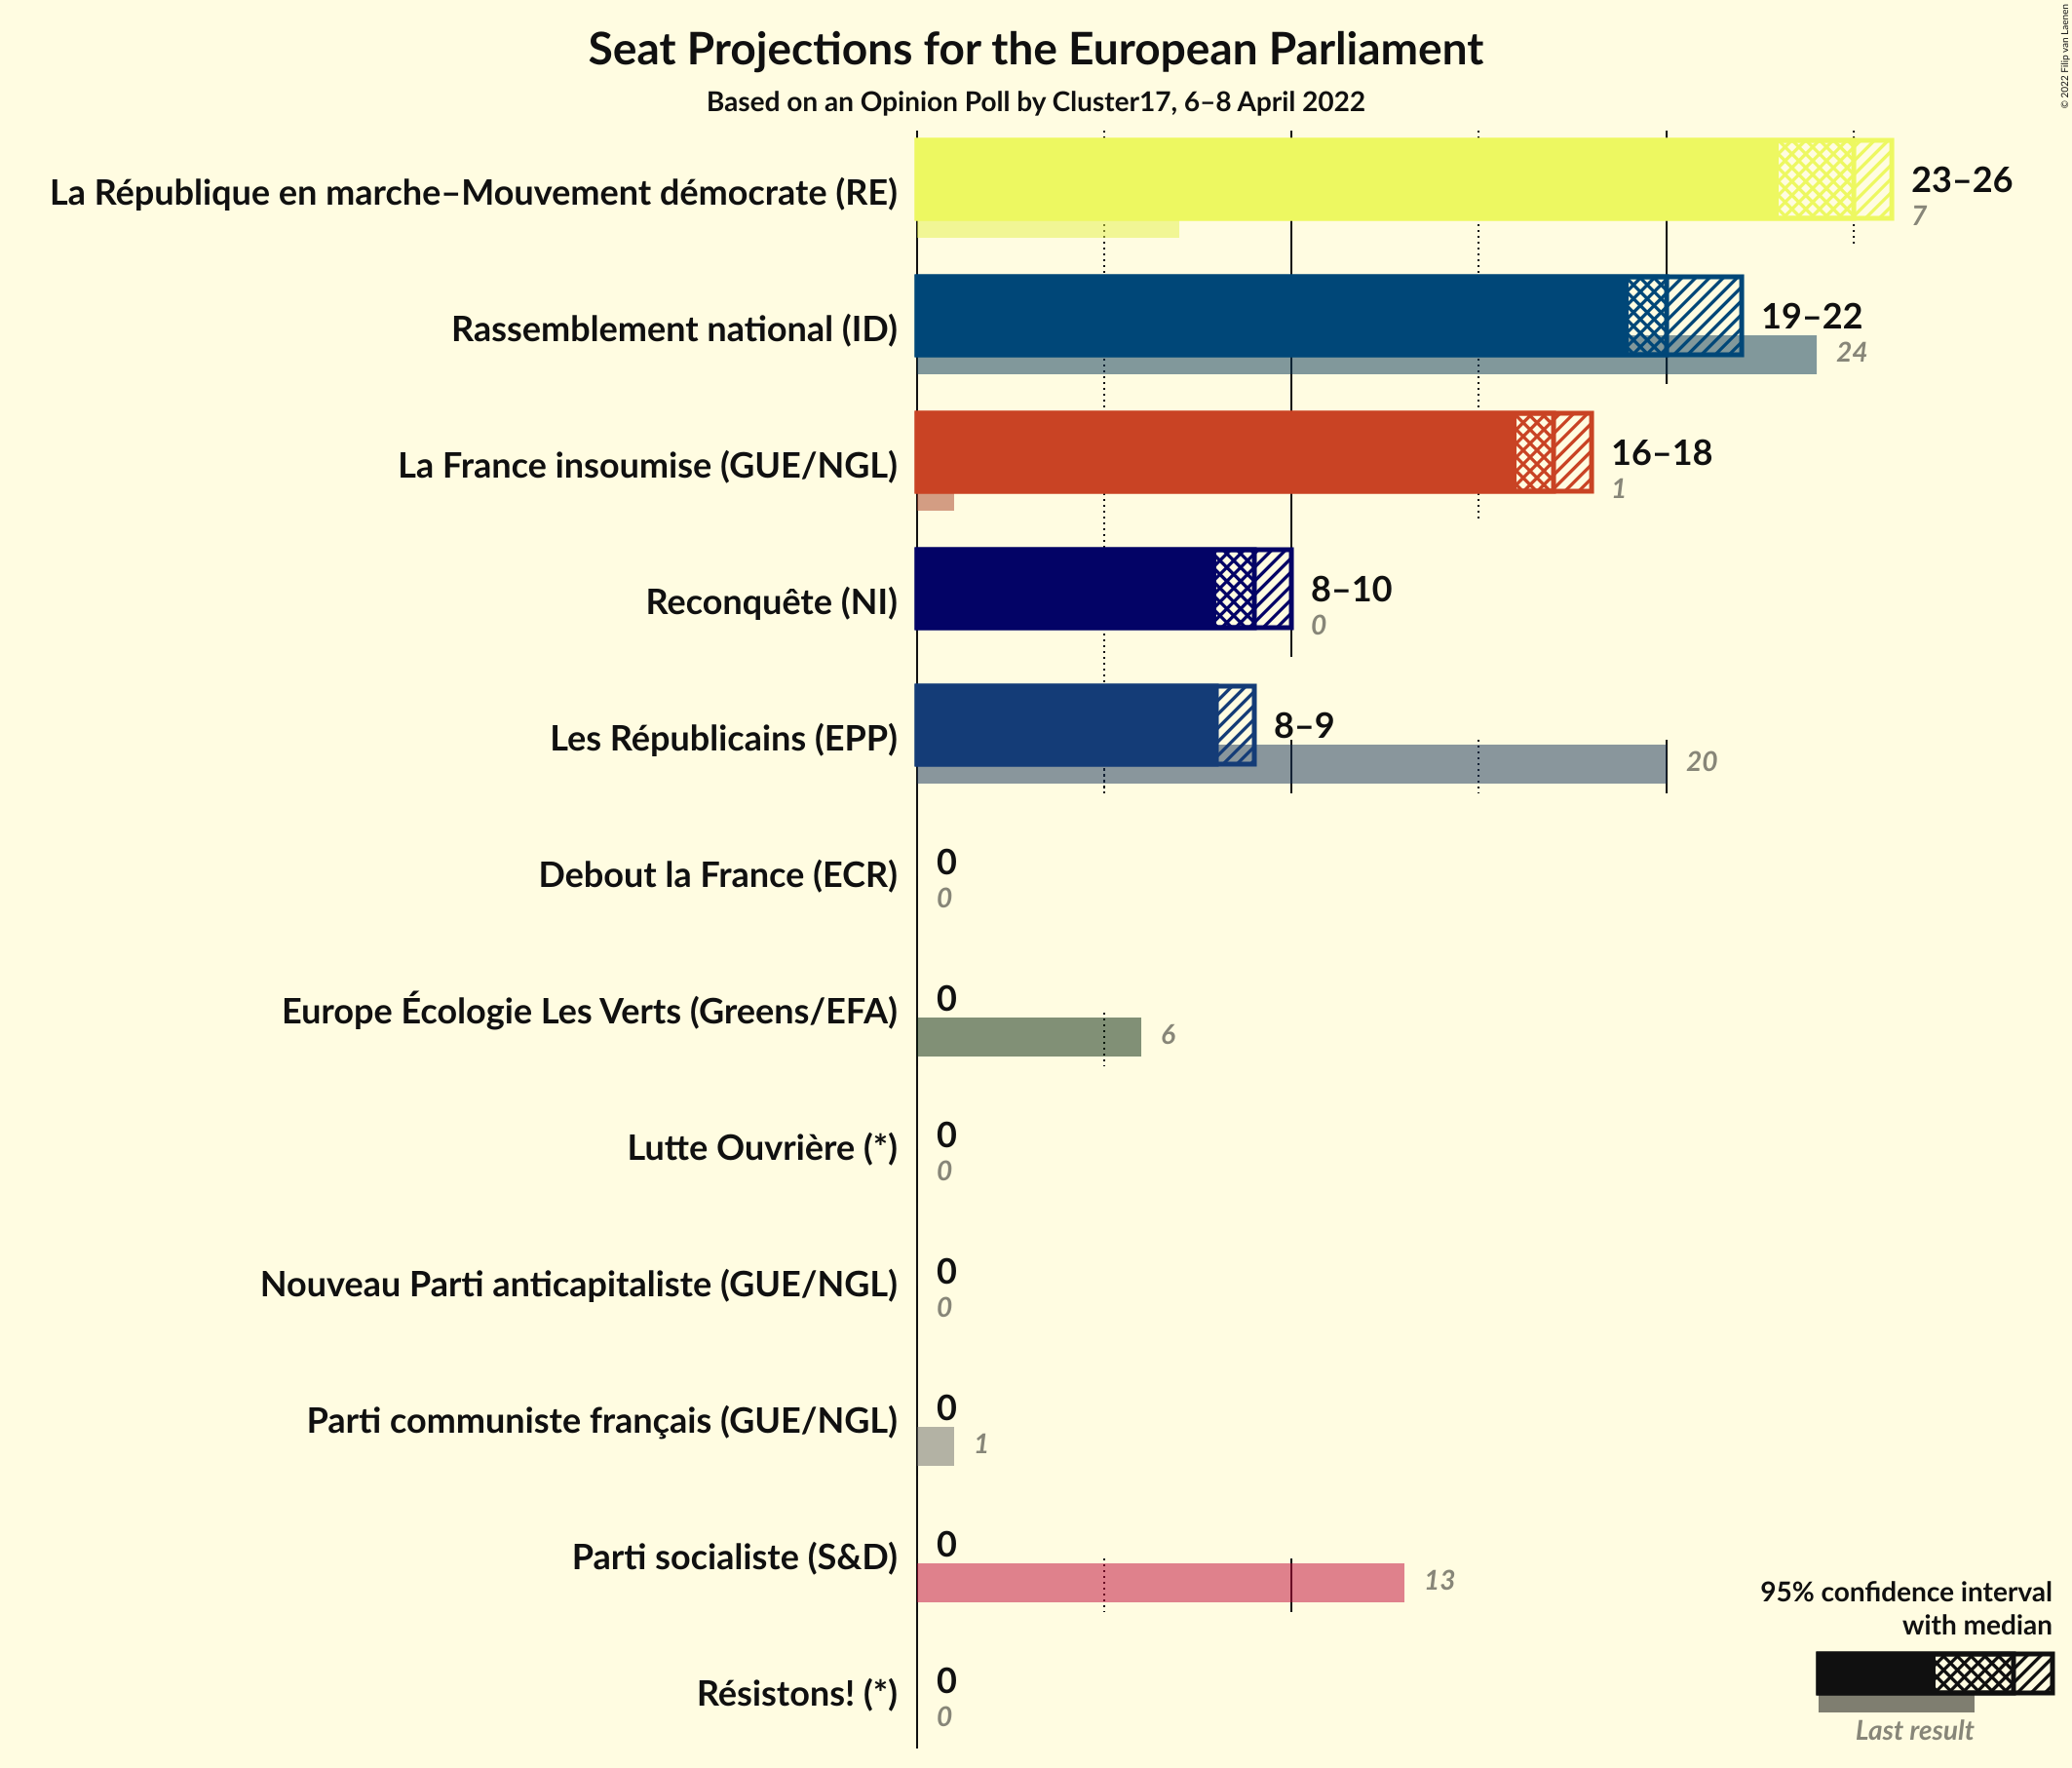 Seat Projections for the European Parliament
Based on an Opinion Poll by Cluster17, 6–8 April 2022
© 2022 Filip van Laenen
La République en marche–Mouvement démocrate (RE)
23–26
7
Rassemblement national (ID)
19–22
24
La France insoumise (GUE/NGL)
16–18
1
Reconquête (NI)
8–10
0
Les Républicains (EPP)
8–9
20
Debout la France (ECR)
0
0
Europe Écologie Les Verts (Greens/EFA)
0
6
Lutte Ouvrière (*)
0
0
Nouveau Parti anticapitaliste (GUE/NGL)
0
0
Parti communiste français (GUE/NGL)
0
1
Parti socialiste (S&D)
0
13
Résistons! (*)
0
0
95% confidence interval
with median
Last result